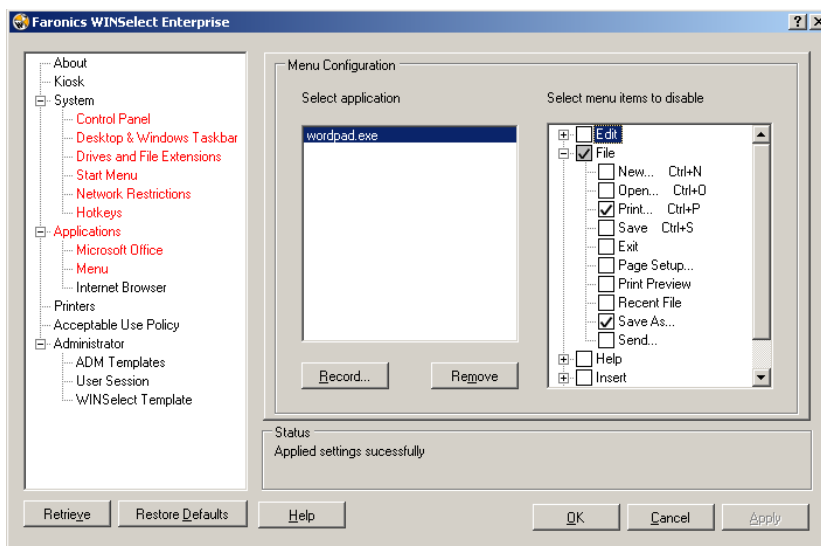 Faronics WINSelect Enterprise
About
Kiosk
System
Control Panel
Desktop & Windows Taskbar
Drives and File Extensions
Start Menu
Network Restrictions
Hotkeys
Applications
Microsoft Office
Menu
Internet Browser
Printers
Acceptable Use Policy
Administrator
ADM Templates
User Session
WINSelect Template
Menu Configuration
Select application
wordpad.exe
Record...
Remove
Select menu items to disable
Edit
File
New... Ctrl+N
Open... Ctrl+O
Print... Ctrl+P
Save Ctrl+S
Exit
Page Setup...
Print Preview
Recent File
Save As...
Send...
Help
Insert
Status
Applied settings sucessfully
Retrieve
Restore Defaults
Help
OK
Cancel
Apply